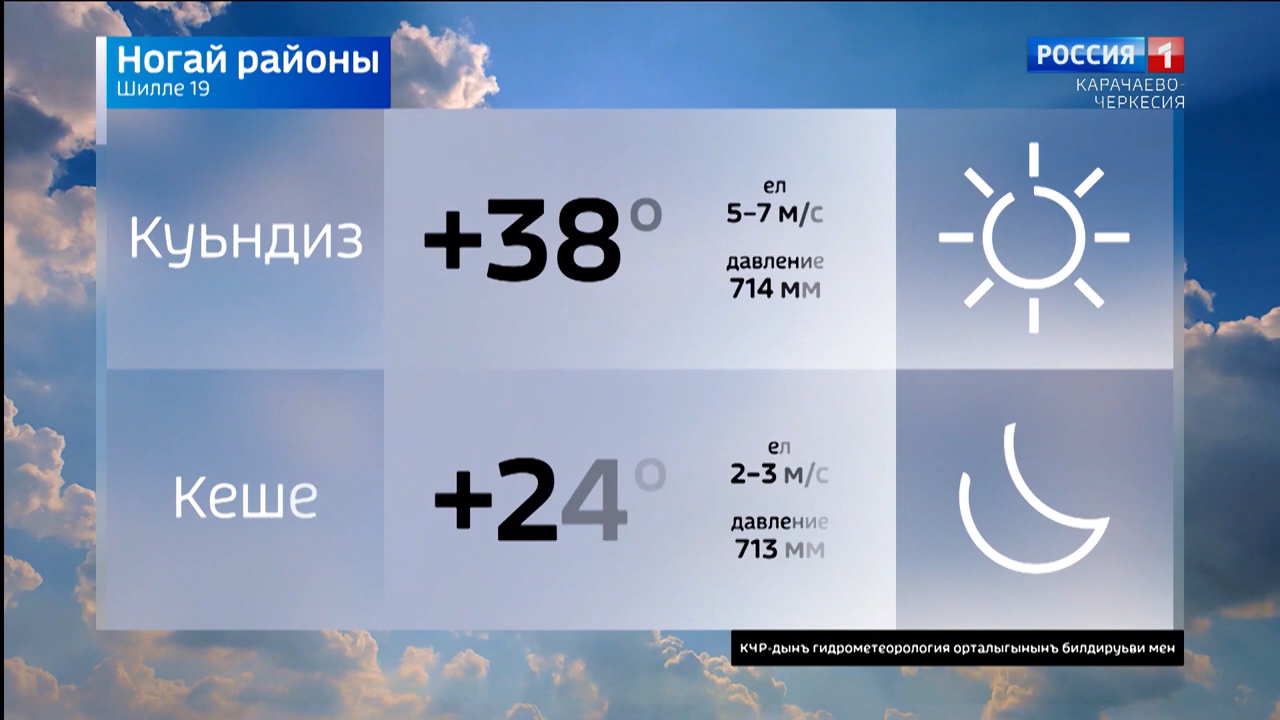 Ногай районы
Шилле 19
РОССИЯ 1
КАРАЧАЕВО-
ЧЕРКЕСИЯ
Куьндиз
+38°
ел
5–7 м/с
давление
714 мм
Кеше
+24°
ел
2–3 м/с
давление
713 мм
КЧР-дынъ гидрометеорология орталыгынынъ билдируьви мен